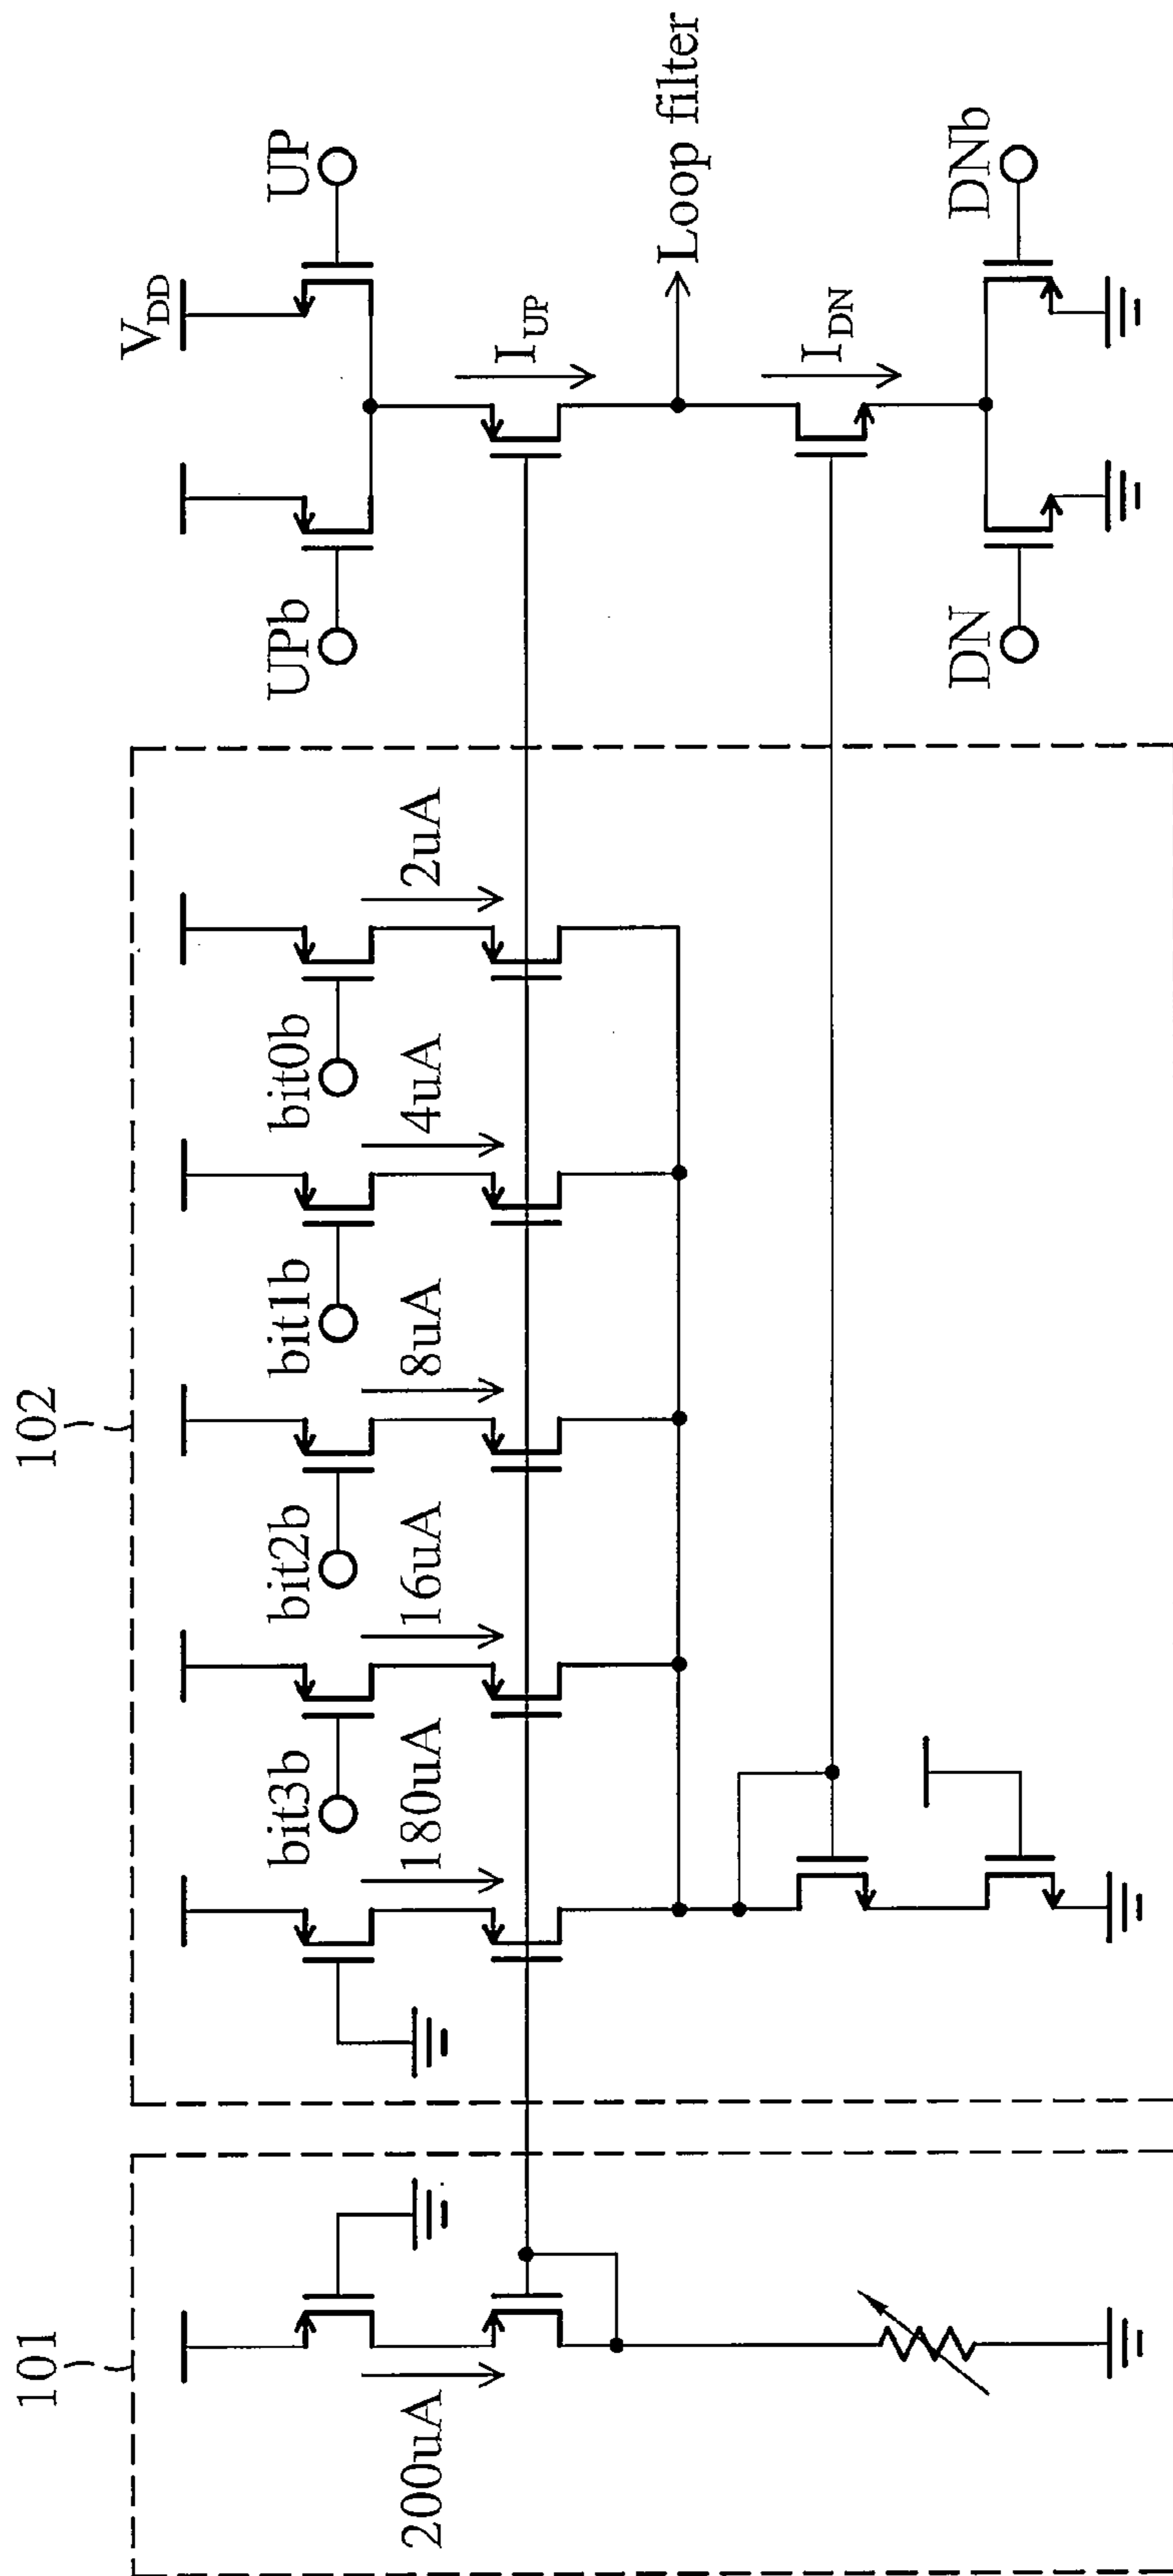 101
102
200uA
180uA
bit3b
16uA
bit2b
8uA
bit1b
4uA
bit0b
2uA
UPb
V_DD
UP
I_UP
Loop filter
I_DN
DN
DNb